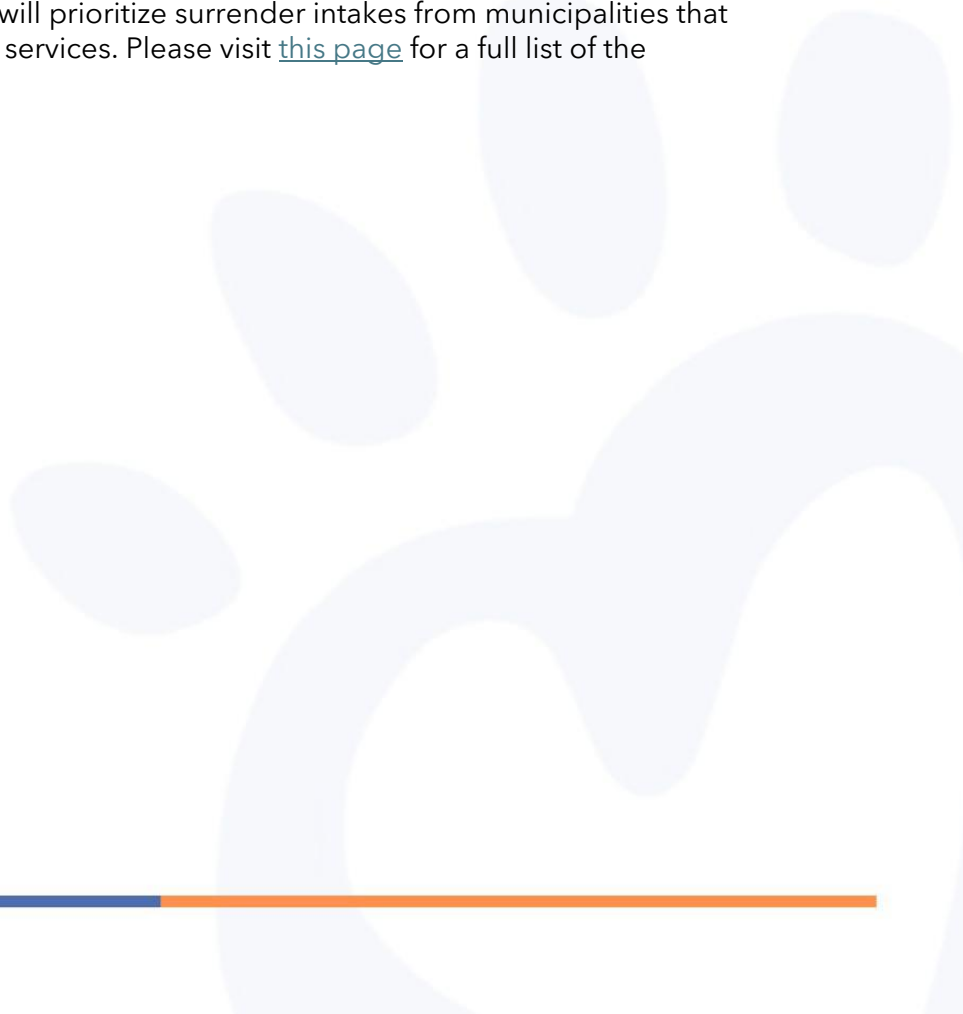 will prioritize surrender intakes from municipalities that
services. Please visit this page for a full list of the